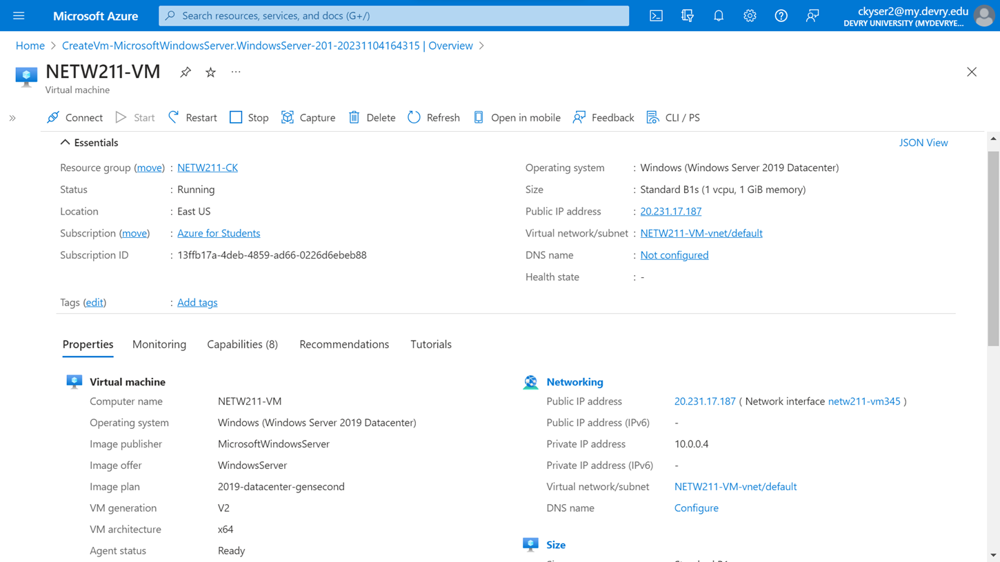 Microsoft Azure
Search resources, services, and docs (G+/)
ckyser2@my.devry.edu
DEVRY UNIVERSITY (MYDEVRYE...
Home > CreateVm-MicrosoftWindowsServer.WindowsServer-201-20231104164315 | Overview >
NETW211-VM
Virtual machine
Connect Start Restart Stop Capture Delete Refresh Open in mobile Feedback CLI / PS
Essentials
JSON View
Resource group (move) : NETW211-CK
Status : Running
Location : East US
Subscription (move) : Azure for Students
Subscription ID : 13ffb17a-4deb-4859-ad66-0226d6ebeb88
Operating system : Windows (Windows Server 2019 Datacenter)
Size : Standard B1s (1 vcpu, 1 GiB memory)
Public IP address : 20.231.17.187
Virtual network/subnet : NETW211-VM-vnet/default
DNS name : Not configured
Health state : -
Tags (edit) : Add tags
Properties Monitoring Capabilities (8) Recommendations Tutorials
Virtual machine
Computer name NETW211-VM
Operating system Windows (Windows Server 2019 Datacenter)
Image publisher MicrosoftWindowsServer
Image offer WindowsServer
Image plan 2019-datacenter-gensecond
VM generation V2
VM architecture x64
Agent status Ready
Networking
Public IP address 20.231.17.187 ( Network interface netw211-vm345 )
Public IP address (IPv6) -
Private IP address 10.0.0.4
Private IP address (IPv6) -
Virtual network/subnet NETW211-VM-vnet/default
DNS name Configure
Size